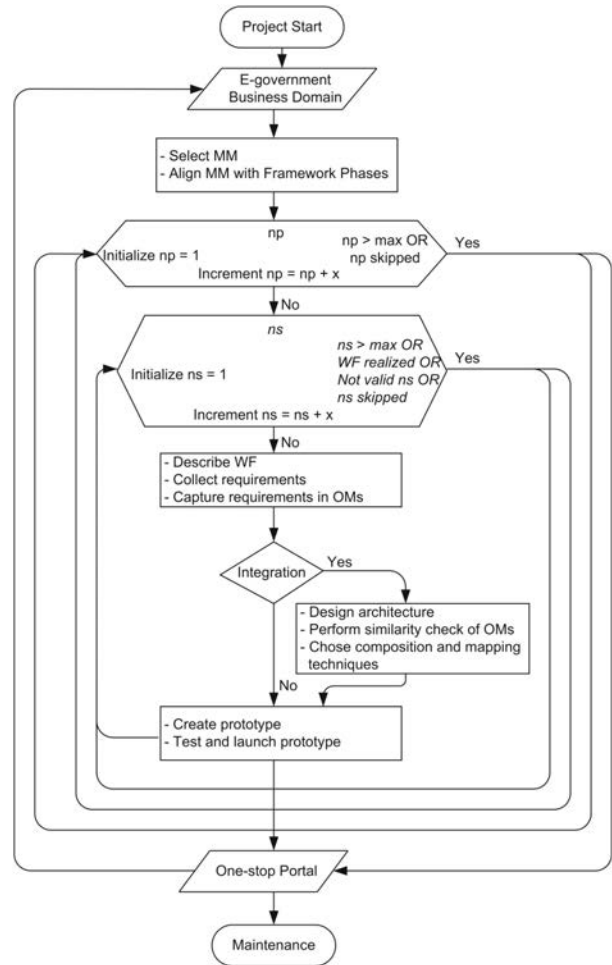 Project Start
E-government
Business Domain
- Select MM
- Align MM with Framework Phases
np
Initialize np = 1
np > max OR
np skipped
Yes
Increment np = np + x
No
ns
ns > max OR
WF realized OR
Not valid ns OR
ns skipped
Yes
Initialize ns = 1
Increment ns = ns + x
No
- Describe WF
- Collect requirements
- Capture requirements in OMs
Integration
Yes
- Design architecture
- Perform similarity check of OMs
- Chose composition and mapping
techniques
No
- Create prototype
- Test and launch prototype
One-stop Portal
Maintenance